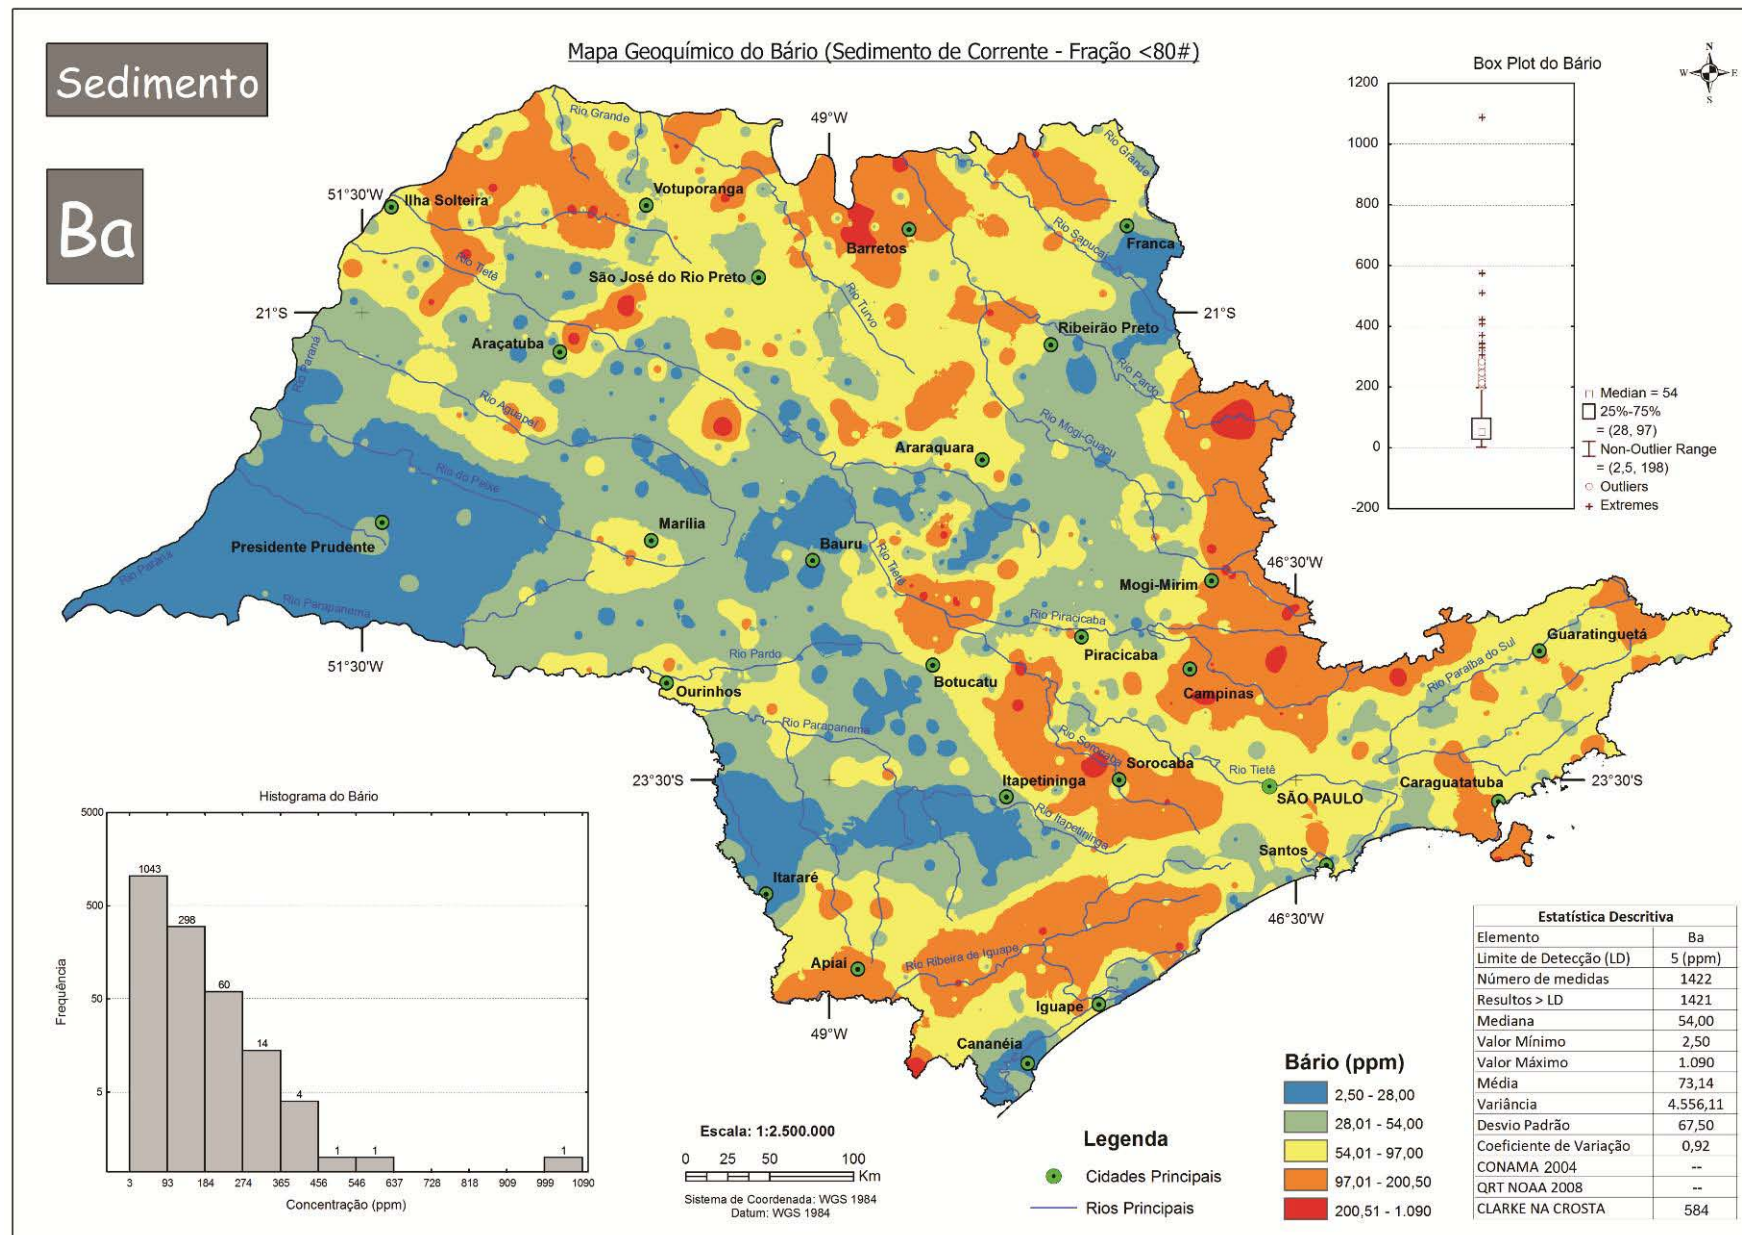 Mapa Geoquímico do Bário (Sedimento de Corrente - Fração <80#)
Sedimento
Ba
N
W E
S
Box Plot do Bário
1200
1000
800
600
400
200
0
-200
Median = 54
25%-75%
= (28, 97)
Non-Outlier Range
= (2,5, 198)
Outliers
Extremes
49°W
51°30'W
21°S
21°S
46°30'W
51°30'W
23°30'S
23°30'S
46°30'W
49°W
Rio Grande
Rio Grande
Ilha Solteira
Votuporanga
Barretos
Rio Sapucaí
Franca
Rio Tietê
São José do Rio Preto
Rio Turvo
Ribeirão Preto
Araçatuba
Rio Paraná
Rio Pardo
Rio Aguapeí
Rio Mogi-Guaçu
Araraquara
Rio do Peixe
Marília
Presidente Prudente
Bauru
Rio Paraná
Rio Tietê
Mogi-Mirim
Rio Parapanema
Rio Piracicaba
Piracicaba
Guaratinguetá
Rio Paraíba do Sul
Rio Pardo
Botucatu
Campinas
Ourinhos
Rio Parapanema
Rio Sorocaba
Sorocaba
Itapetininga
Rio Tietê
SÃO PAULO
Caraguatatuba
Rio Itapetininga
Santos
Itararé
Apiaí
Rio Ribeira de Iguape
Iguape
Cananéia
Histograma do Bário
5000
500
50
5
Frequência
1043
298
60
14
4
1
1
1
3 93 184 274 365 456 546 637 728 818 909 999 1090
Concentração (ppm)
Escala: 1:2.500.000
0 25 50 100
Km
Sistema de Coordenada: WGS 1984
Datum: WGS 1984
Legenda
Cidades Principais
Rios Principais
Bário (ppm)
2,50 - 28,00
28,01 - 54,00
54,01 - 97,00
97,01 - 200,50
200,51 - 1.090
Estatística Descritiva
Elemento Ba
Limite de Detecção (LD) 5 (ppm)
Número de medidas 1422
Resultos > LD 1421
Mediana 54,00
Valor Mínimo 2,50
Valor Máximo 1.090
Média 73,14
Variância 4.556,11
Desvio Padrão 67,50
Coeficiente de Variação 0,92
CONAMA 2004 --
QRT NOAA 2008 --
CLARKE NA CROSTA 584